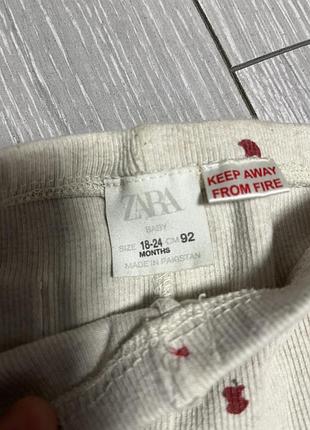 ZARA
BABY
SIZE 18-24 CM 92
MONTHS
MADE IN PAKISTAN
KEEP AWAY
FROM FIRE